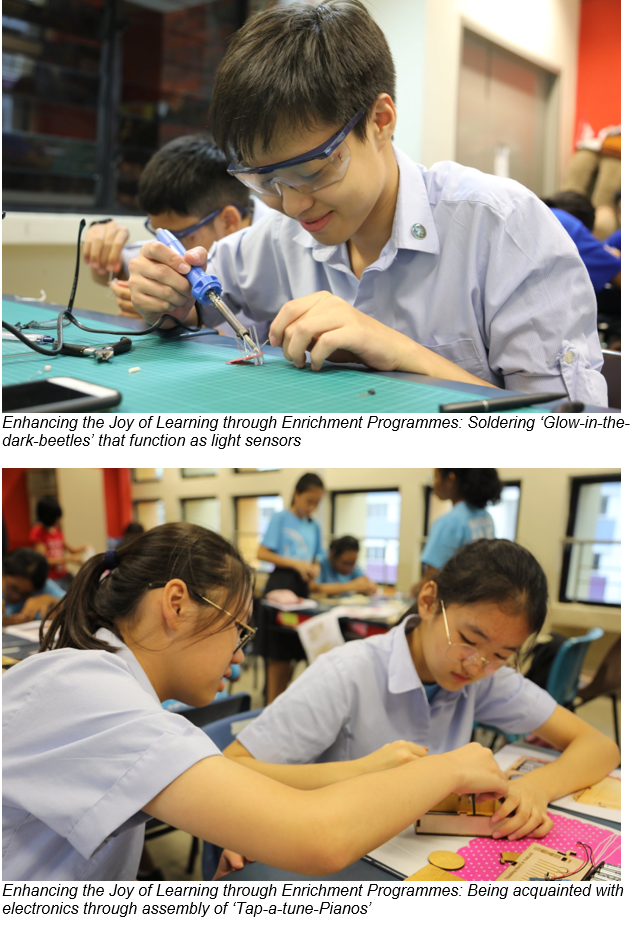 Enhancing the Joy of Learning through Enrichment Programmes: Soldering ‘Glow-in-the-
dark-beetles’ that function as light sensors
Enhancing the Joy of Learning through Enrichment Programmes: Being acquainted with
electronics through assembly of ‘Tap-a-tune-Pianos’